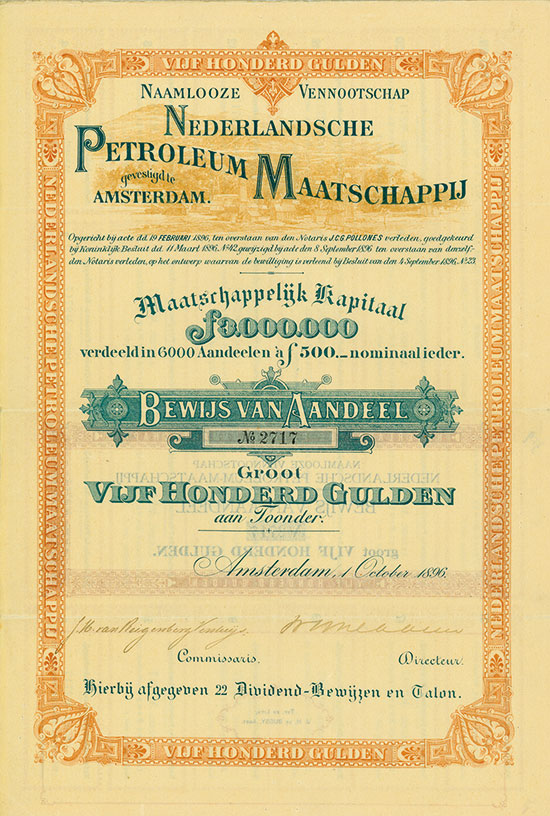 VIJF HONDERD GULDEN
NAAMLOOZE VENNOOTSCHAP
NEDERLANDSCHE
PETROLEUM MAATSCHAPPIJ
gevestigd te
AMSTERDAM.
Opgericht bij acte dd. 19 FEBRUARI 1896, ten overstaan van den Notaris J.C.G. POLLONES verleden, goedgekeurd
bij Koninklijk Besluit dd. 11 Maart 1896. Nº 42, gewijzigd bij acte den 8 September 1896 ten overstaan van denzelf-
den Notaris verleden, op het ontwerp waarvan de bewilliging is verleend bij Besluit van den 4 September 1896, Nº 33.
Maatschappelijk Kapitaal
ƒ3.000.000
verdeeld in 6000 Aandeelen à ƒ 500.- nominaal ieder.
BEWIJS VAN AANDEEL
Nº 2717
Groot
VIJF HONDERD GULDEN
aan Toonder.
Amsterdam, 1 October 1896.
Commissaris. Directeur.
Hierbij afgegeven 22 Dividend-Bewijzen en Talon.
VIJF HONDERD GULDEN
NEDERLANDSCHE PETROLEUM MAATSCHAPPIJ
NEDERLANDSCHE PETROLEUM MAATSCHAPPIJ